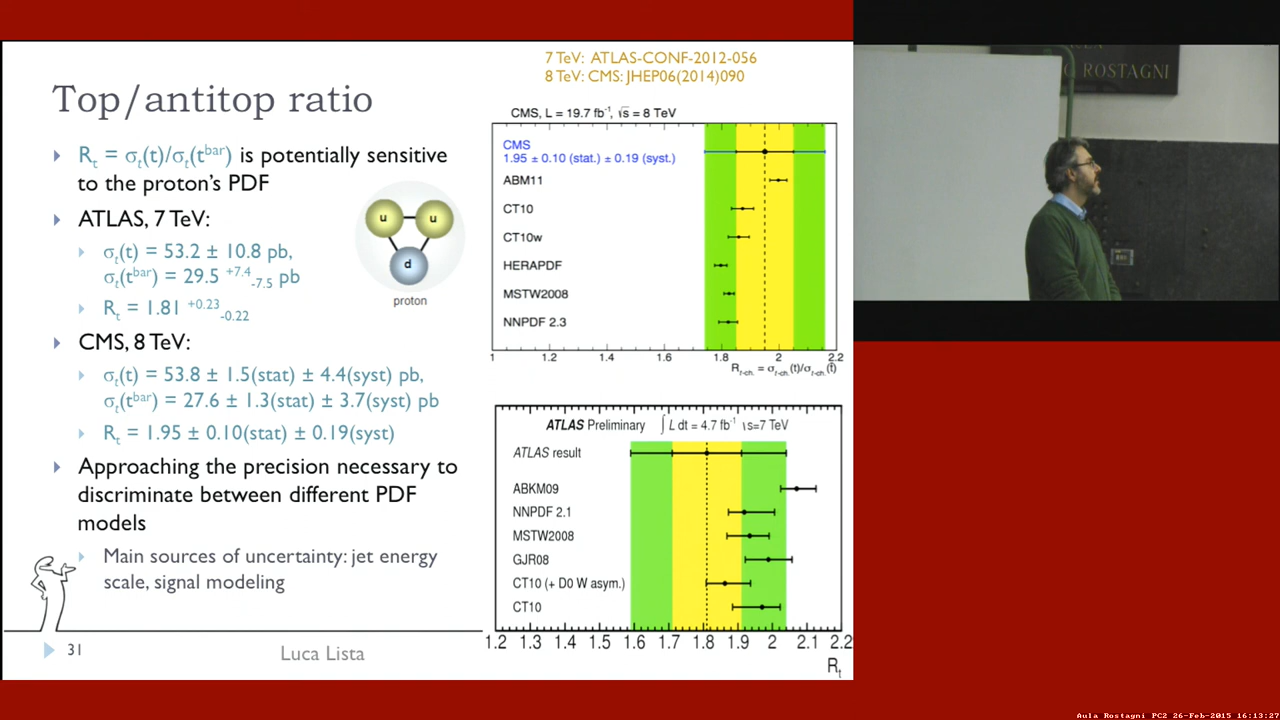 7 TeV: ATLAS-CONF-2012-056
8 TeV: CMS: JHEP06(2014)090
Top/antitop ratio
Rt = σt(t)/σt(tbar) is potentially sensitive
to the proton's PDF
ATLAS, 7 TeV:
σt(t) = 53.2 ± 10.8 pb,
σt(tbar) = 29.5 +7.4 -7.5 pb
Rt = 1.81 +0.23 -0.22
CMS, 8 TeV:
σt(t) = 53.8 ± 1.5(stat) ± 4.4(syst) pb,
σt(tbar) = 27.6 ± 1.3(stat) ± 3.7(syst) pb
Rt = 1.95 ± 0.10(stat) ± 0.19(syst)
Approaching the precision necessary to
discriminate between different PDF
models
Main sources of uncertainty: jet energy
scale, signal modeling
u u
d
proton
31
Luca Lista
CMS, L = 19.7 fb-1, √s = 8 TeV
CMS
1.95 ± 0.10 (stat.) ± 0.19 (syst.)
ABM11
CT10
CT10w
HERAPDF
MSTW2008
NNPDF 2.3
1 1.2 1.4 1.6 1.8 2 2.2
Rt-ch. = σt-ch.(t)/σt-ch.(t̄)
ATLAS Preliminary ∫ L dt = 4.7 fb-1 √s=7 TeV
ATLAS result
ABKM09
NNPDF 2.1
MSTW2008
GJR08
CT10 (+ D0 W asym.)
CT10
1.2 1.3 1.4 1.5 1.6 1.7 1.8 1.9 2 2.1 2.2
Rt
ROSTAGNI
Aula Rostagni PC2 26-Feb-2015 16:13:27